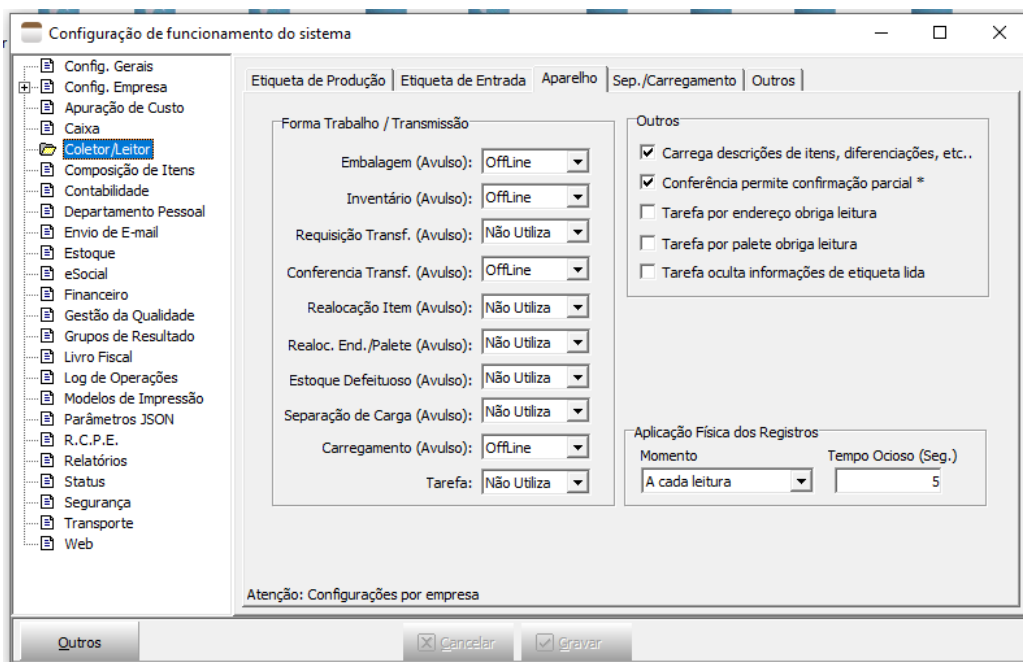 Configuração de funcionamento do sistema
Config. Gerais
Config. Empresa
Apuração de Custo
Caixa
Coletor/Leitor
Composição de Itens
Contabilidade
Departamento Pessoal
Envio de E-mail
Estoque
eSocial
Financeiro
Gestão da Qualidade
Grupos de Resultado
Livro Fiscal
Log de Operações
Modelos de Impressão
Parâmetros JSON
R.C.P.E.
Relatórios
Status
Segurança
Transporte
Web
Etiqueta de Produção Etiqueta de Entrada Aparelho Sep./Carregamento Outros
Forma Trabalho / Transmissão
Embalagem (Avulso): OffLine
Inventário (Avulso): OffLine
Requisição Transf. (Avulso): Não Utiliza
Conferencia Transf. (Avulso): OffLine
Realocação Item (Avulso): Não Utiliza
Realoc. End./Palete (Avulso): Não Utiliza
Estoque Defeituoso (Avulso): Não Utiliza
Separação de Carga (Avulso): Não Utiliza
Carregamento (Avulso): OffLine
Tarefa: Não Utiliza
Outros
Carrega descrições de itens, diferenciações, etc..
Conferência permite confirmação parcial *
Tarefa por endereço obriga leitura
Tarefa por palete obriga leitura
Tarefa oculta informações de etiqueta lida
Aplicação Física dos Registros
Momento Tempo Ocioso (Seg.)
A cada leitura 5
Atenção: Configurações por empresa
Outros Cancelar Gravar